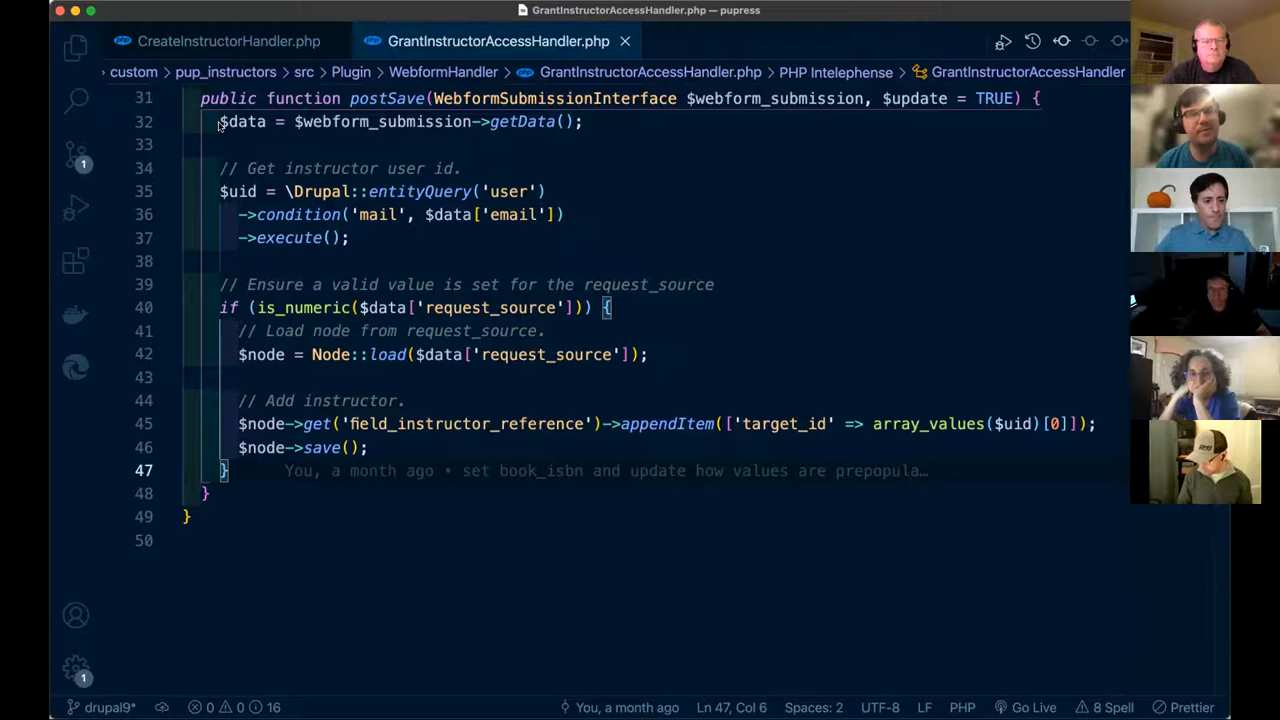 GrantInstructorAccessHandler.php — pupress
CreateInstructorHandler.php
GrantInstructorAccessHandler.php
custom › pup_instructors › src › Plugin › WebformHandler › GrantInstructorAccessHandler.php › PHP Intelephense › GrantInstructorAccessHandler
31 public function postSave(WebformSubmissionInterface $webform_submission, $update = TRUE) {
32 $data = $webform_submission->getData();
33
34 // Get instructor user id.
35 $uid = \Drupal::entityQuery('user')
36 ->condition('mail', $data['email'])
37 ->execute();
38
39 // Ensure a valid value is set for the request_source
40 if (is_numeric($data['request_source'])) {
41 // Load node from request_source.
42 $node = Node::load($data['request_source']);
43
44 // Add instructor.
45 $node->get('field_instructor_reference')->appendItem(['target_id' => array_values($uid)[0]]);
46 $node->save();
47 } You, a month ago • set book_isbn and update how values are prepopula…
48 }
49 }
50
1
1
drupal9* 0 0 16 You, a month ago Ln 47, Col 6 Spaces: 2 UTF-8 LF PHP Go Live 8 Spell Prettier